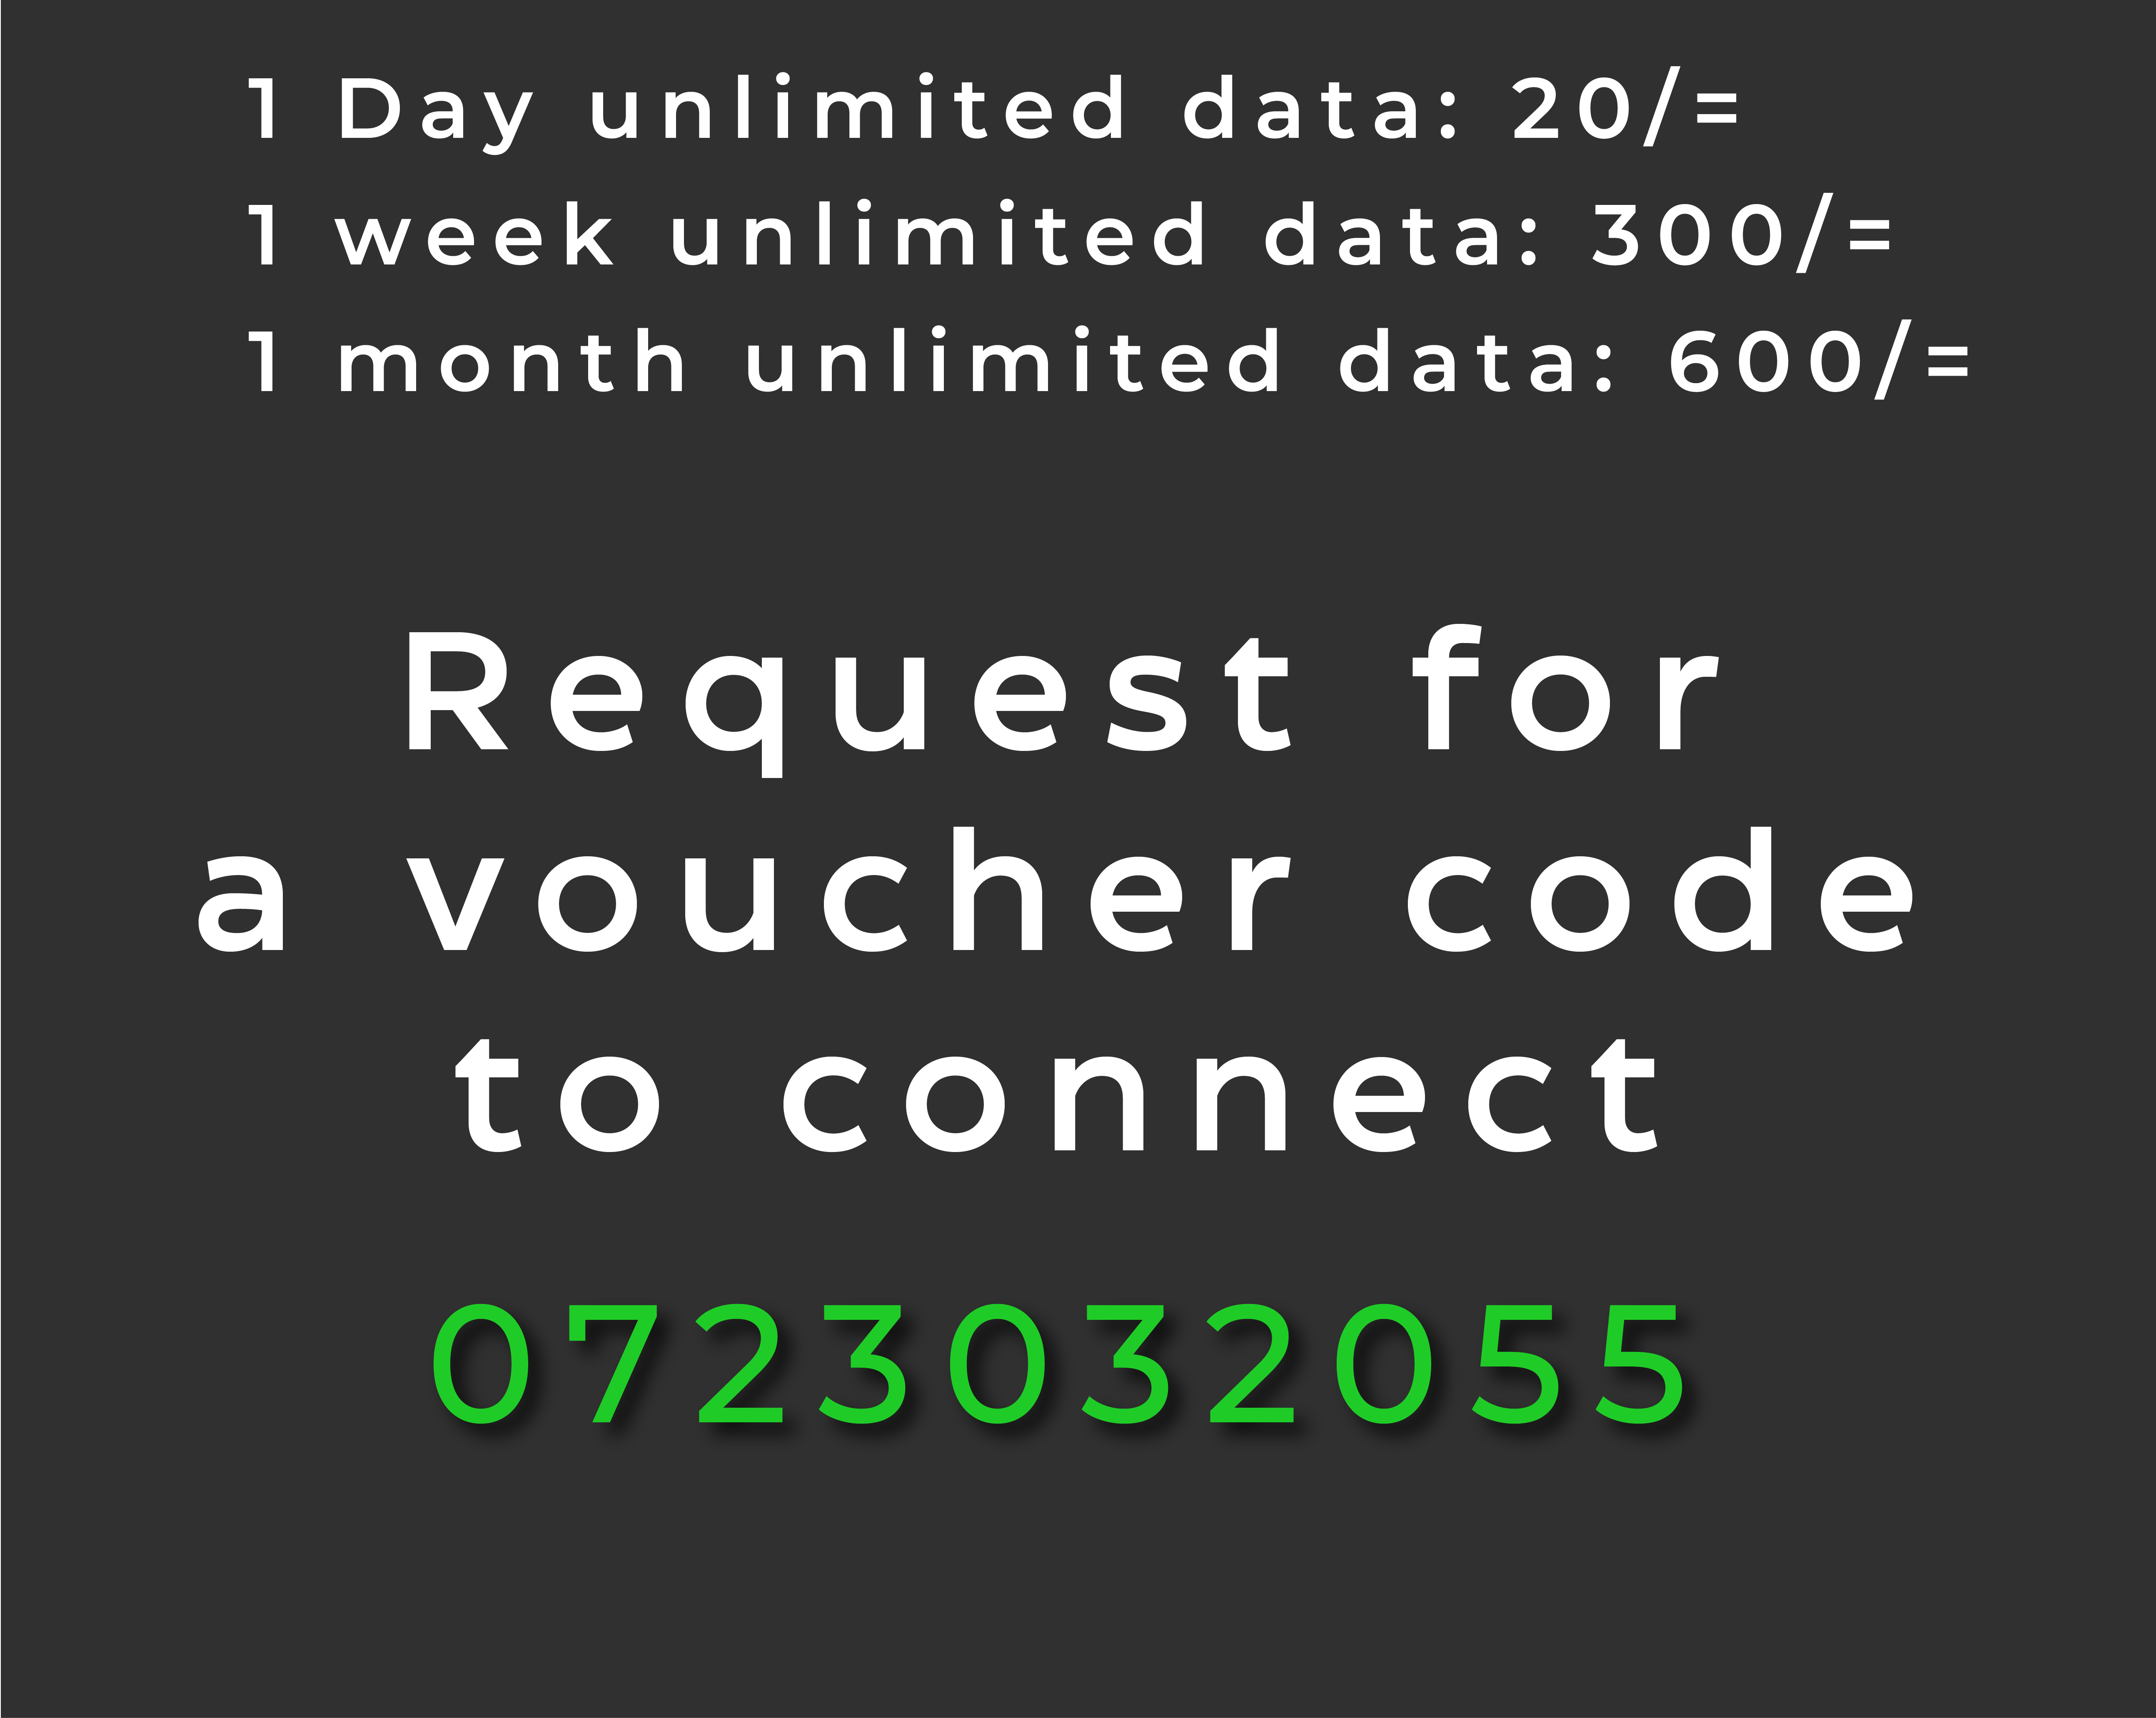 1 Day unlimited data: 20/=
1 week unlimited data: 300/=
1 month unlimited data: 600/=
Request for
a voucher code
to connect
0723032055